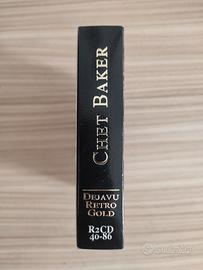 CHET BAKER
DEJAVU
RETRO
GOLD
R2CD
40-86